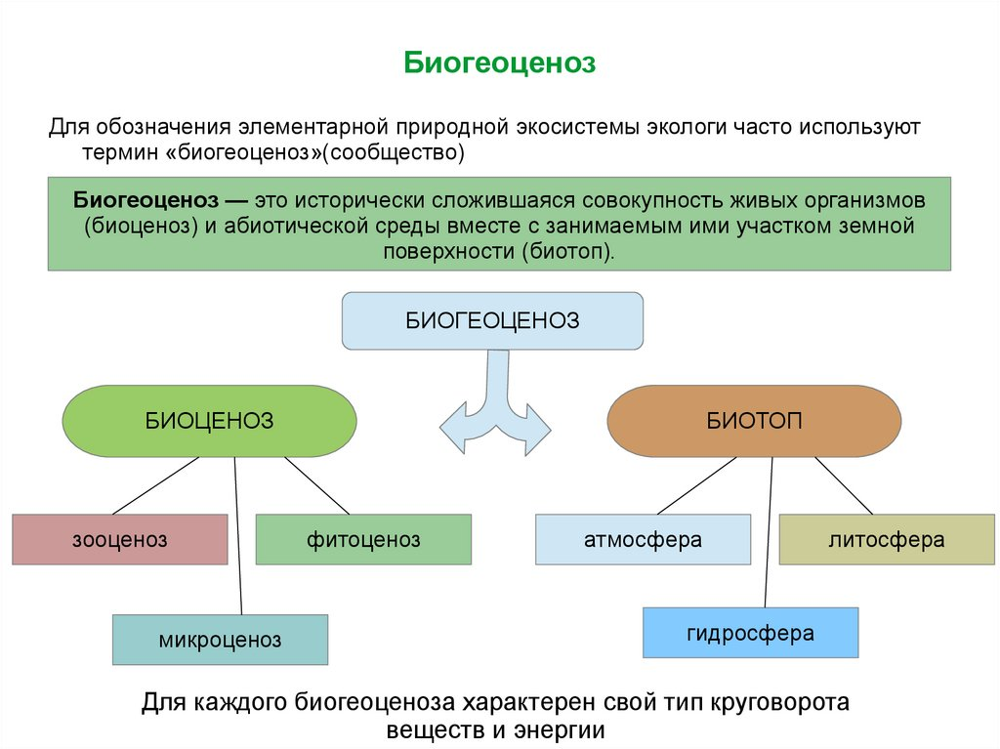 Биогеоценоз
Для обозначения элементарной природной экосистемы экологи часто используют
термин «биогеоценоз»(сообщество)
Биогеоценоз — это исторически сложившаяся совокупность живых организмов
(биоценоз) и абиотической среды вместе с занимаемым ими участком земной
поверхности (биотоп).
БИОГЕОЦЕНОЗ
БИОЦЕНОЗ
БИОТОП
зооценоз
фитоценоз
атмосфера
литосфера
микроценоз
гидросфера
Для каждого биогеоценоза характерен свой тип круговорота
веществ и энергии